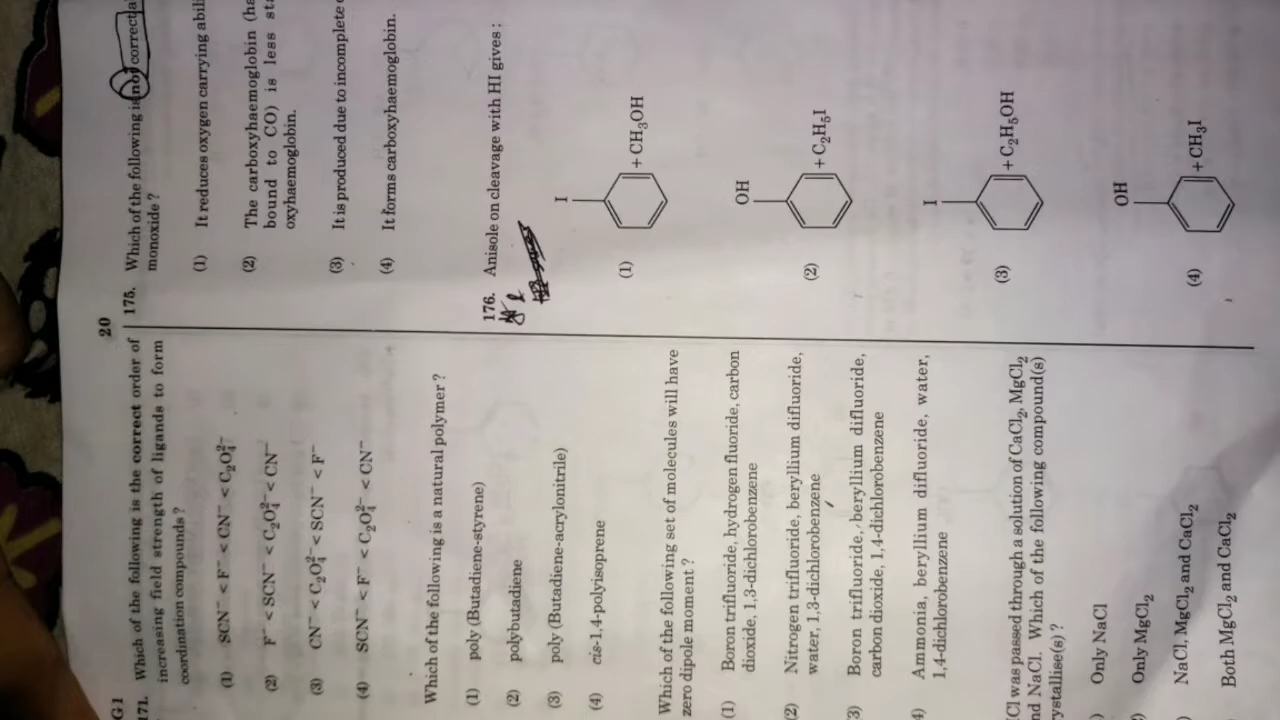 G1
20
171. Which of the following is the correct order of
increasing field strength of ligands to form
coordination compounds ?
(1) SCN⁻ < F⁻ < CN⁻ < C₂O₄²⁻
(2) F⁻ < SCN⁻ < C₂O₄²⁻ < CN⁻
(3) CN⁻ < C₂O₄²⁻ < SCN⁻ < F⁻
(4) SCN⁻ < F⁻ < C₂O₄²⁻ < CN⁻
Which of the following is a natural polymer ?
(1) poly (Butadiene-styrene)
(2) polybutadiene
(3) poly (Butadiene-acrylonitrile)
(4) cis-1,4-polyisoprene
Which of the following set of molecules will have
zero dipole moment ?
(1) Boron trifluoride, hydrogen fluoride, carbon
dioxide, 1,3-dichlorobenzene
(2) Nitrogen trifluoride, beryllium difluoride,
water, 1,3-dichlorobenzene
3) Boron trifluoride, beryllium difluoride,
carbon dioxide, 1,4-dichlorobenzene
4) Ammonia, beryllium difluoride, water,
1,4-dichlorobenzene
Cl was passed through a solution of CaCl₂, MgCl₂
nd NaCl. Which of the following compound(s)
rystallise(s) ?
) Only NaCl
) Only MgCl₂
) NaCl, MgCl₂ and CaCl₂
Both MgCl₂ and CaCl₂
175. Which of the following is not correct a
monoxide ?
(1) It reduces oxygen carrying abili
(2) The carboxyhaemoglobin (ha
bound to CO) is less sta
oxyhaemoglobin.
(3) It is produced due to incomplete
(4) It forms carboxyhaemoglobin.
176. Anisole on cleavage with HI gives :
I
(1) + CH₃OH
OH
(2) + C₂H₅I
I
(3) + C₂H₅OH
OH
(4) + CH₃I